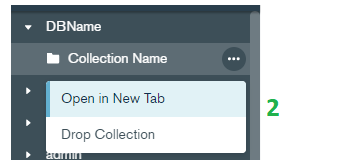 DBName
Collection Name
Open in New Tab
2
Drop Collection
admin